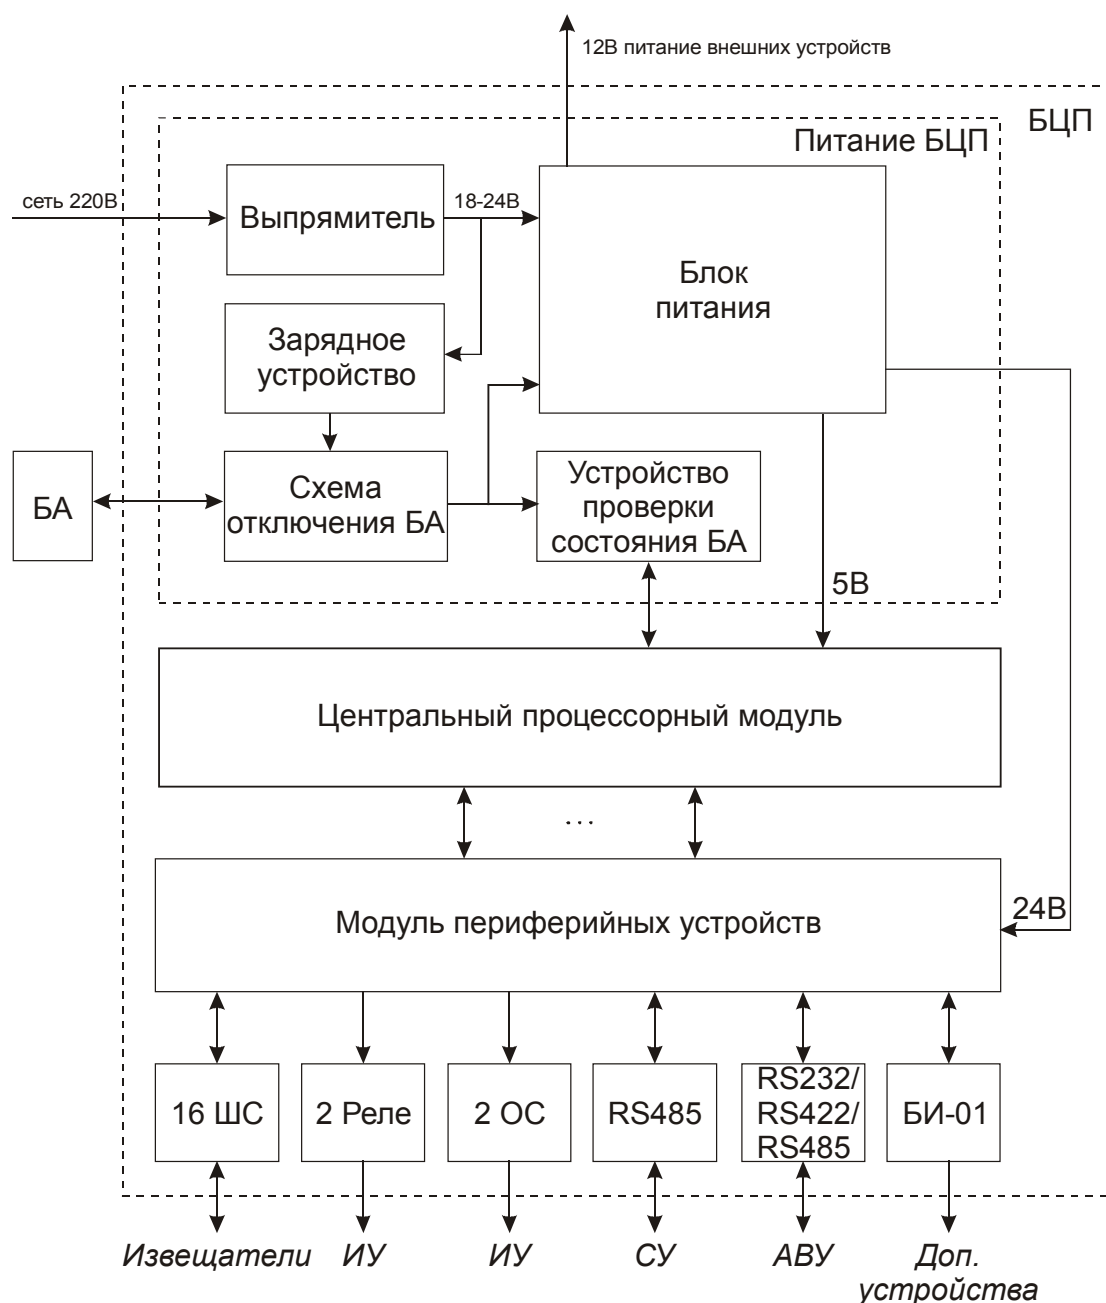 12В питание внешних устройств
БЦП
Питание БЦП
сеть 220В
Выпрямитель
18-24В
Блок
питания
Зарядное
устройство
БА
Схема
отключения БА
Устройство
проверки
состояния БА
5В
Центральный процессорный модуль
...
Модуль периферийных устройств
24В
16 ШС
2 Реле
2 ОС
RS485
RS232/
RS422/
RS485
БИ-01
Извещатели
ИУ
ИУ
СУ
АВУ
Доп.
устройства